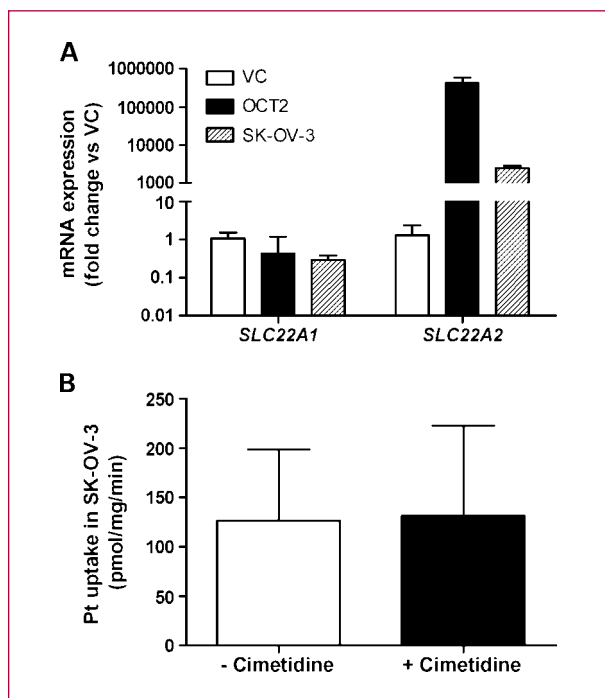 A
mRNA expression
(fold change vs VC)
1000000
100000
10000
1000
10
1
0.1
0.01
VC
OCT2
SK-OV-3
SLC22A1 SLC22A2
B
Pt uptake in SK-OV-3
(pmol/mg/min)
250
200
150
100
50
0
- Cimetidine + Cimetidine